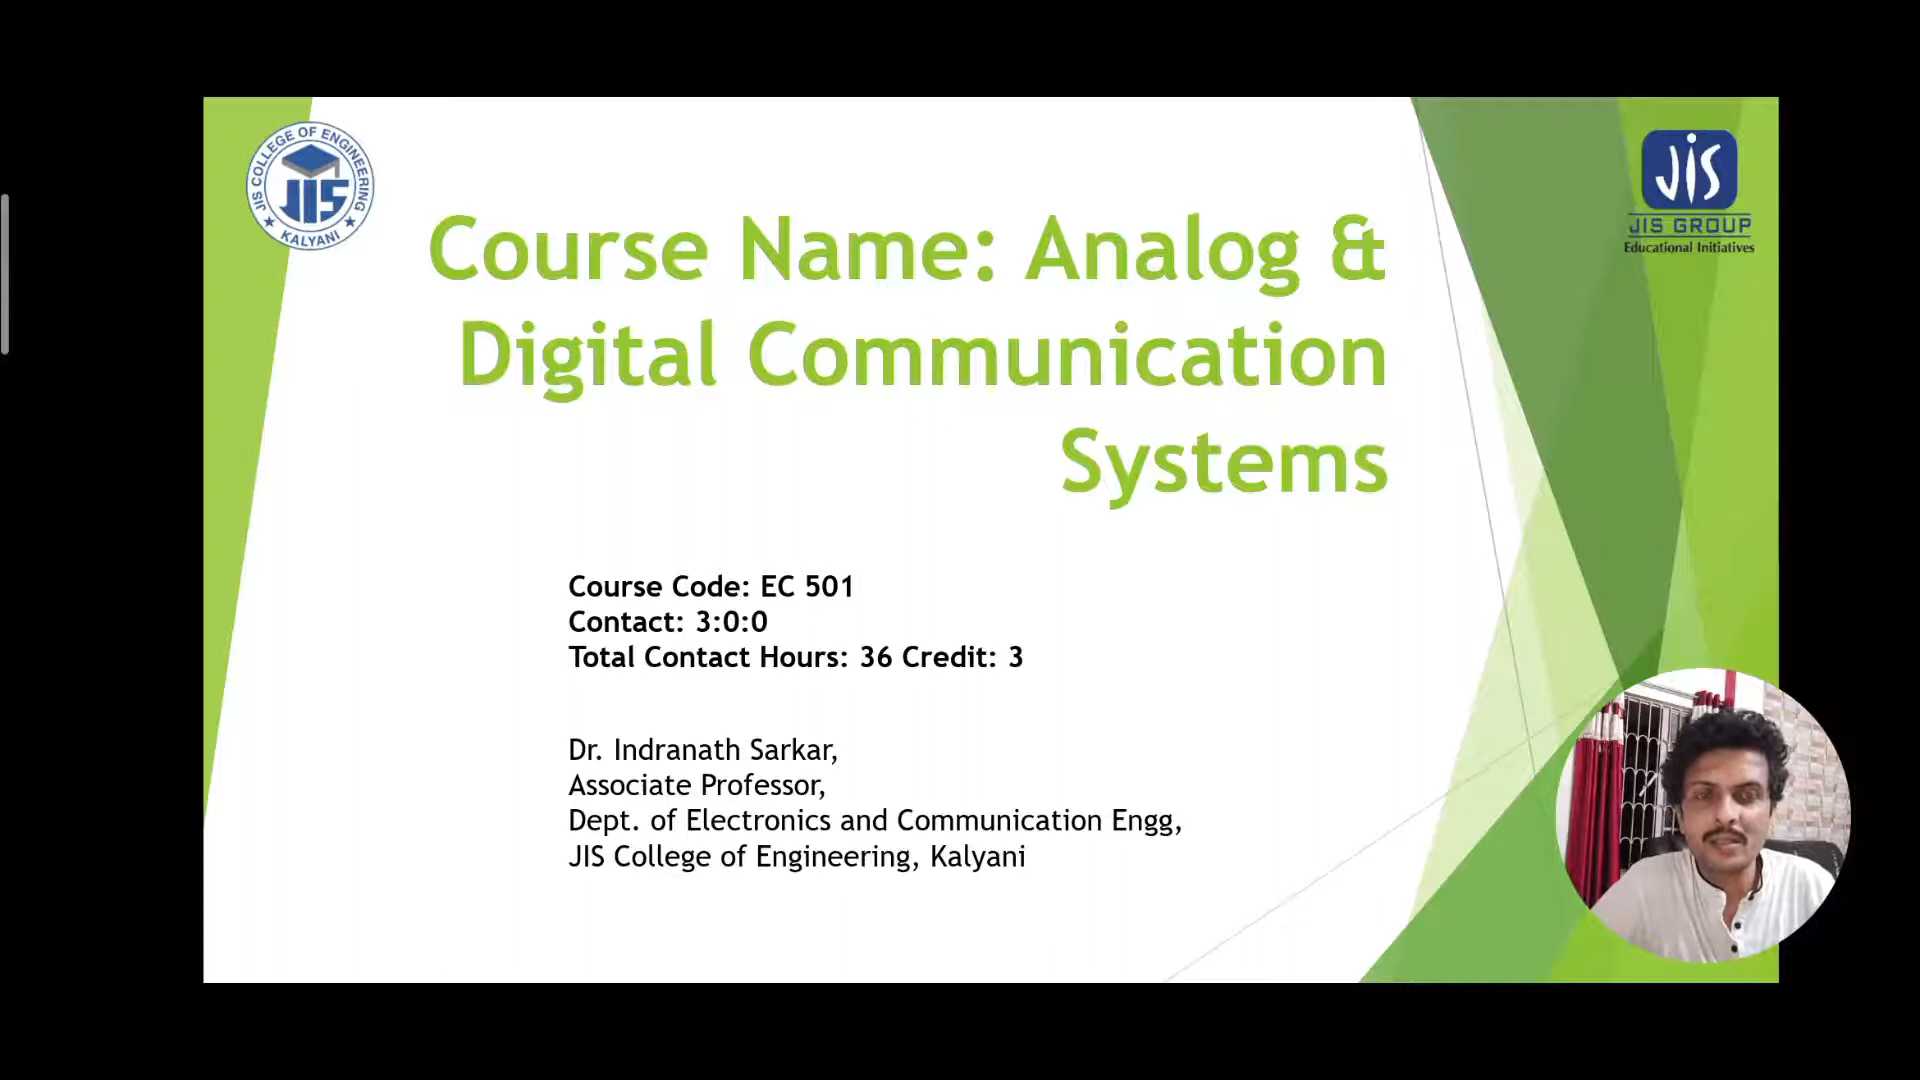 JIS COLLEGE OF ENGINEERING
JIS
KALYANI
JIS
JIS GROUP
Educational Initiatives
Course Name: Analog &
Digital Communication
Systems
Course Code: EC 501
Contact: 3:0:0
Total Contact Hours: 36 Credit: 3
Dr. Indranath Sarkar,
Associate Professor,
Dept. of Electronics and Communication Engg,
JIS College of Engineering, Kalyani